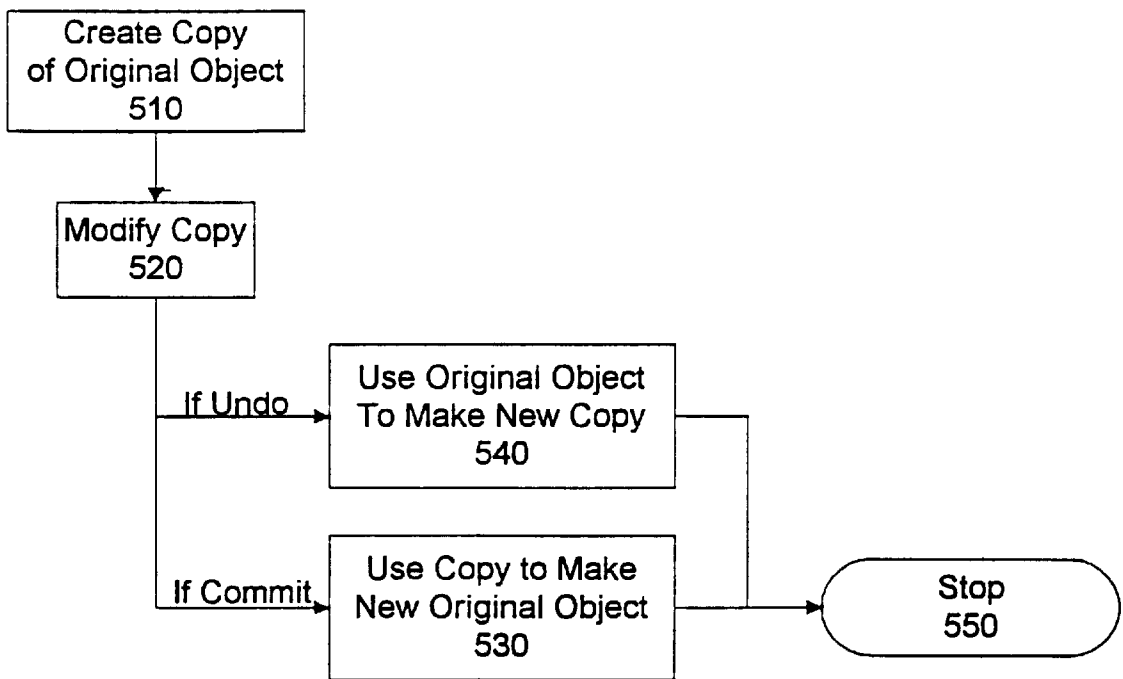 Create Copy
of Original Object
510
Modify Copy
520
If Undo
Use Original Object
To Make New Copy
540
If Commit
Use Copy to Make
New Original Object
530
Stop
550